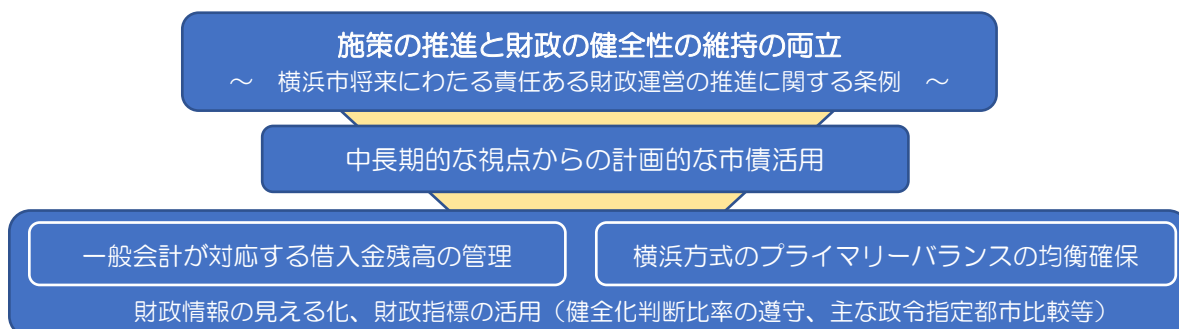 施策の推進と財政の健全性の維持の両立
～　横浜市将来にわたる責任ある財政運営の推進に関する条例　～
中長期的な視点からの計画的な市債活用
一般会計が対応する借入金残高の管理
横浜方式のプライマリーバランスの均衡確保
財政情報の見える化、財政指標の活用（健全化判断比率の遵守、主な政令指定都市比較等）